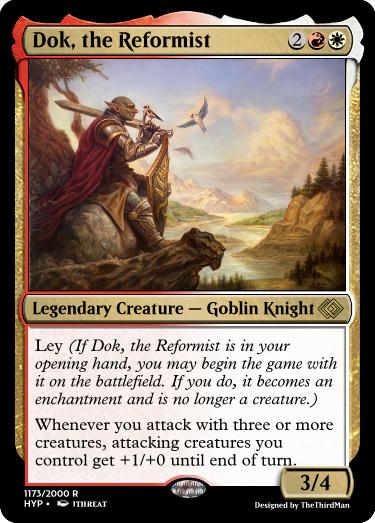 Dok, the Reformist 2
Legendary Creature — Goblin Knight
Ley (If Dok, the Reformist is in your
opening hand, you may begin the game with
it on the battlefield. If you do, it becomes an
enchantment and is no longer a creature.)
Whenever you attack with three or more
creatures, attacking creatures you
control get +1/+0 until end of turn.
3/4
1173/2000 R
HYP • 1THREAT
Designed by TheThirdMan